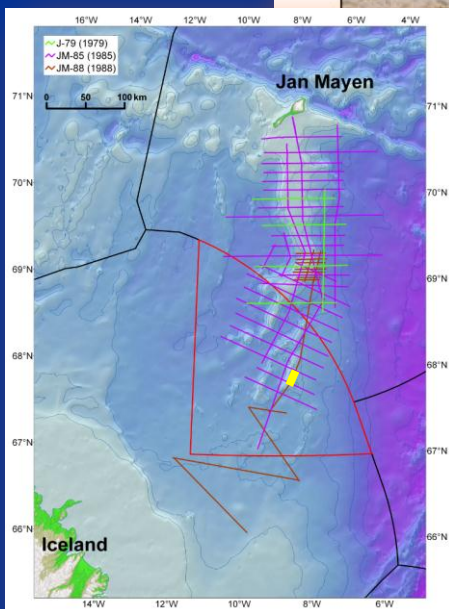 16°W 14°W 12°W 10°W 8°W 6°W 4°W
J-79 (1979)
JM-85 (1985)
JM-88 (1988)
Jan Mayen
0 50 100 km
71°N 71°N
70°N 70°N
69°N 69°N
68°N 68°N
67°N 67°N
66°N 66°N
Iceland
14°W 12°W 10°W 8°W 6°W